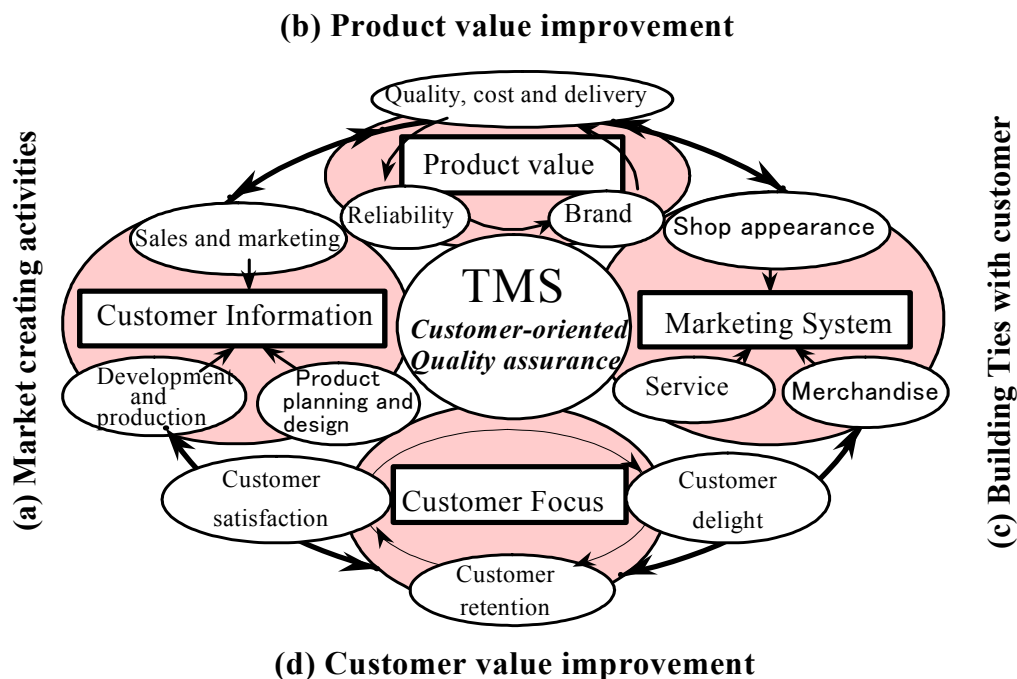 (b) Product value improvement
Quality, cost and delivery
Product value
Reliability
Brand
(a) Market creating activities
Sales and marketing
Customer Information
Development
and
production
Product
planning and
design
TMS
Customer-oriented
Quality assurance
Shop appearance
Marketing System
Service
Merchandise
(c) Building Ties with customer
Customer
satisfaction
Customer Focus
Customer
delight
Customer
retention
(d) Customer value improvement